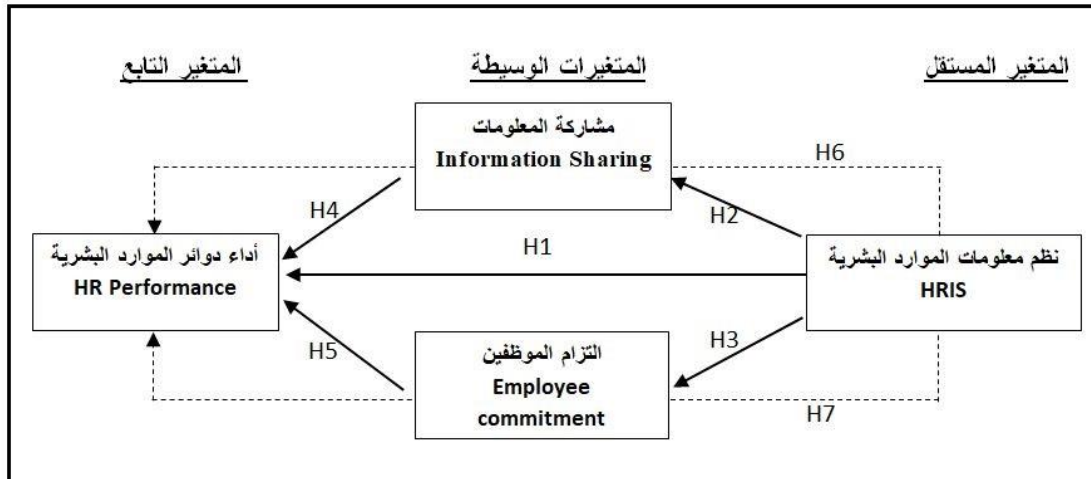 المتغير المستقل
المتغيرات الوسيطة
المتغير التابع
مشاركة المعلومات
Information Sharing
H6
H2
H4
H1
نظم معلومات الموارد البشرية
HRIS
أداء دوائر الموارد البشرية
HR Performance
H3
H5
التزام الموظفين
Employee
commitment
H7